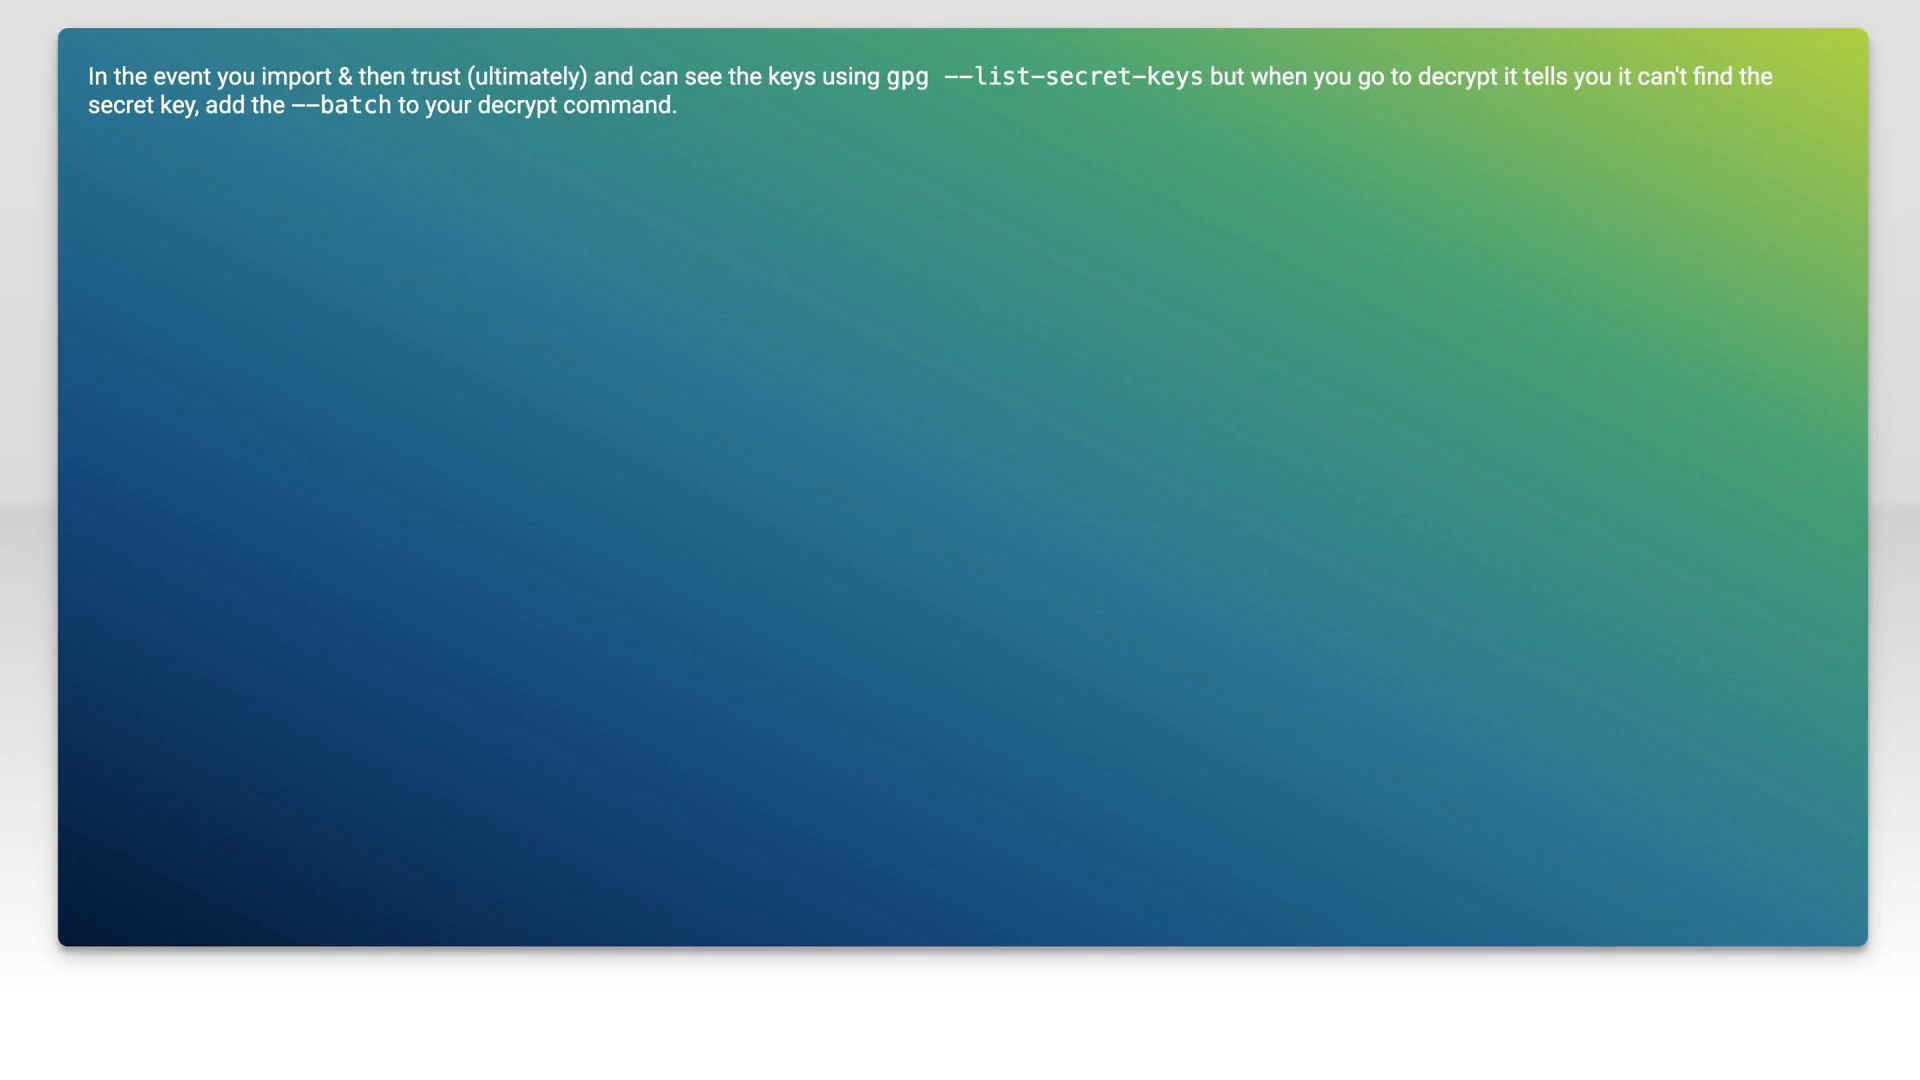 In the event you import & then trust (ultimately) and can see the keys using gpg --list-secret-keys but when you go to decrypt it tells you it can't find the
secret key, add the --batch to your decrypt command.